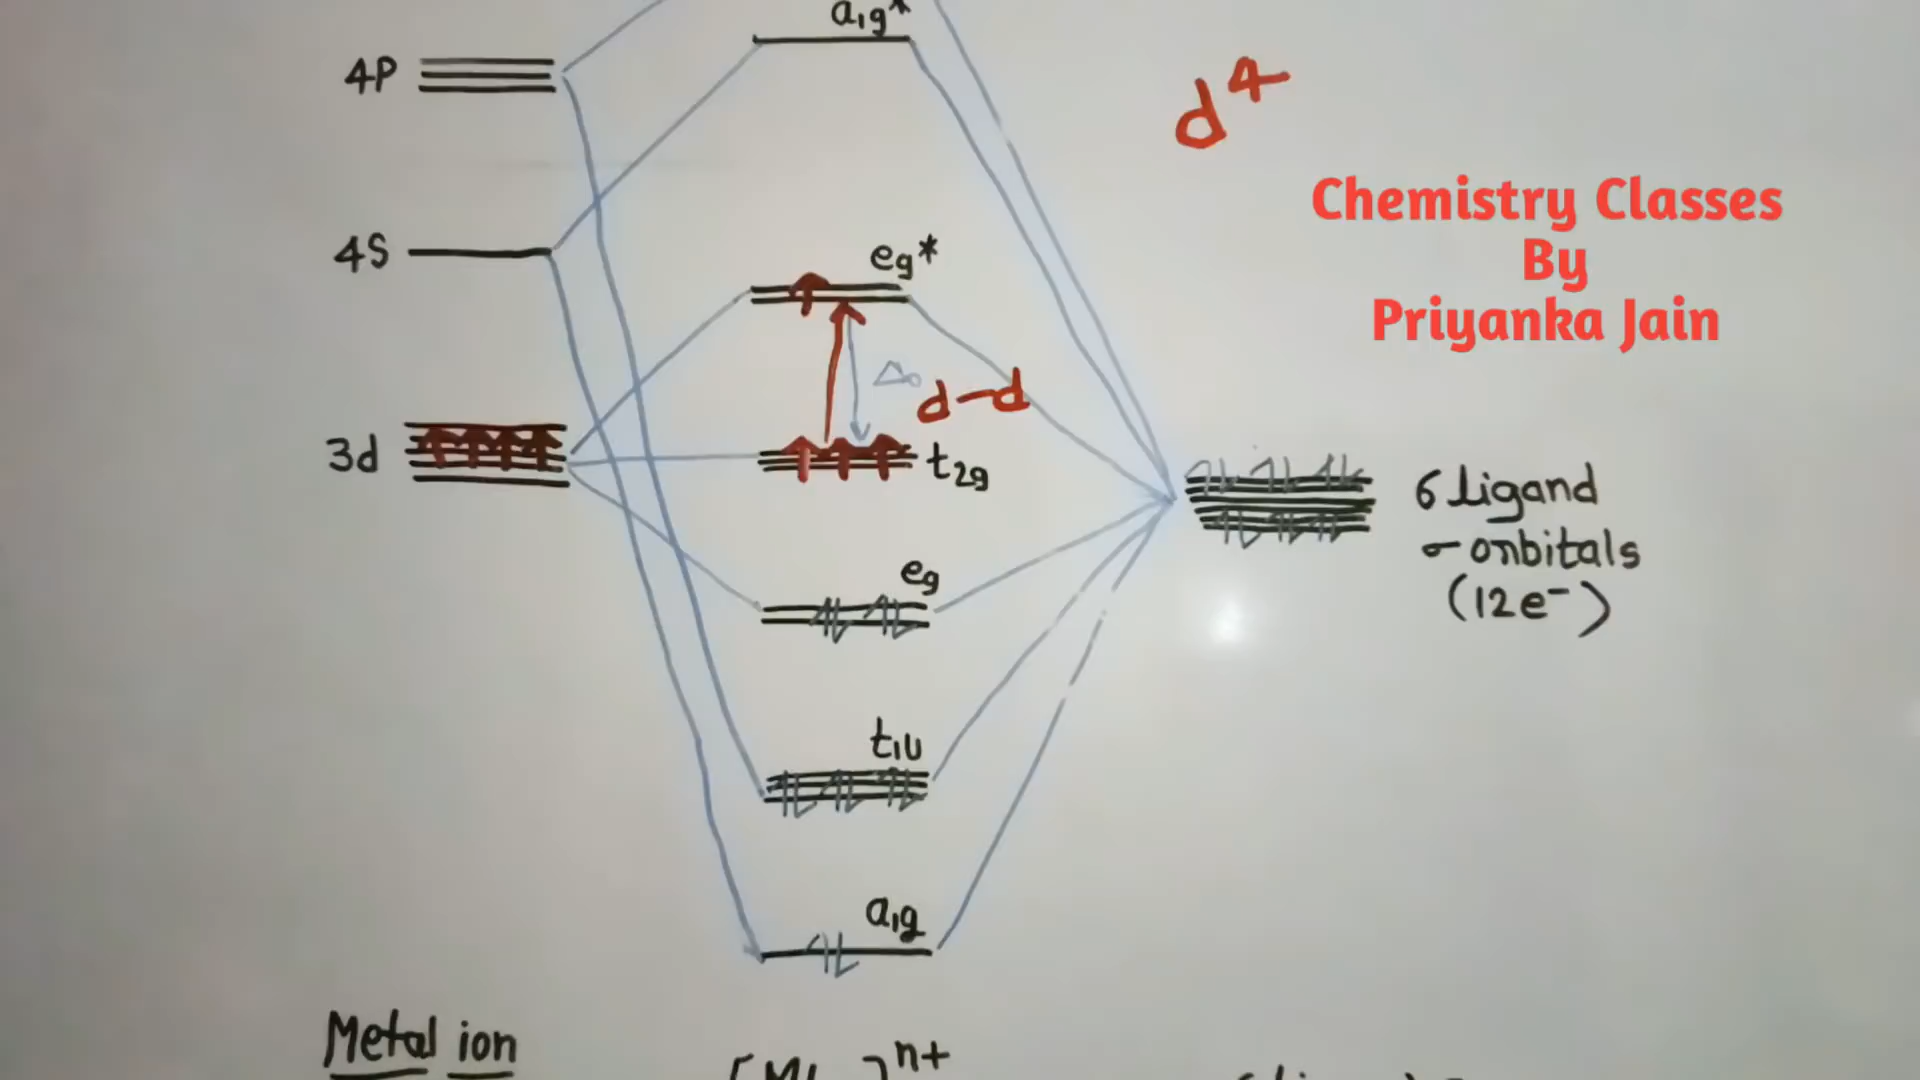 a1g*
4P
d4
Chemistry Classes
By
Priyanka Jain
4S
eg*
Δo
d-d
3d
t2g
6 Ligand
σ-orbitals
(12e-)
eg
t1u
a1g
Metal ion
n+